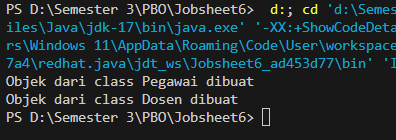 PS D:\Semester 3\PBO\Jobsheet6> d:; cd 'd:\Semes
iles\Java\jdk-17\bin\java.exe' '-XX:+ShowCodeDeta
rs\Windows 11\AppData\Roaming\Code\User\workspace
7a4\redhat.java\jdt_ws\Jobsheet6_ad453d77\bin' '
Objek dari class Pegawai dibuat
Objek dari class Dosen dibuat
PS D:\Semester 3\PBO\Jobsheet6>